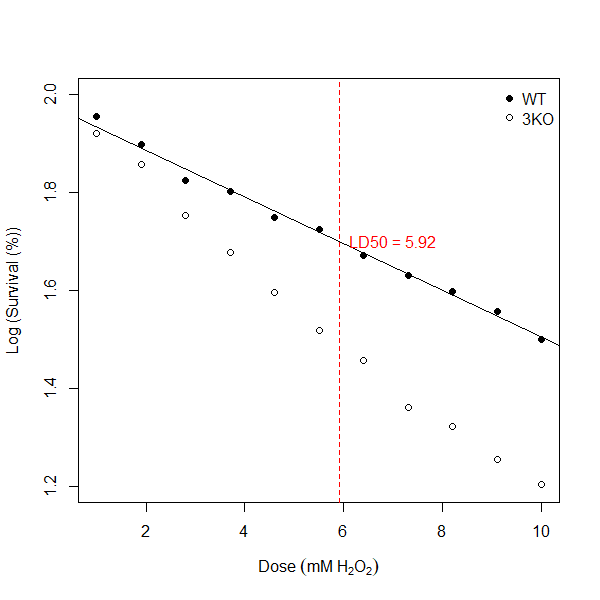 WT
3KO
LD50 = 5.92
2.0
1.8
1.6
1.4
1.2
Log (Survival (%))
2 4 6 8 10
Dose (mM H₂O₂)